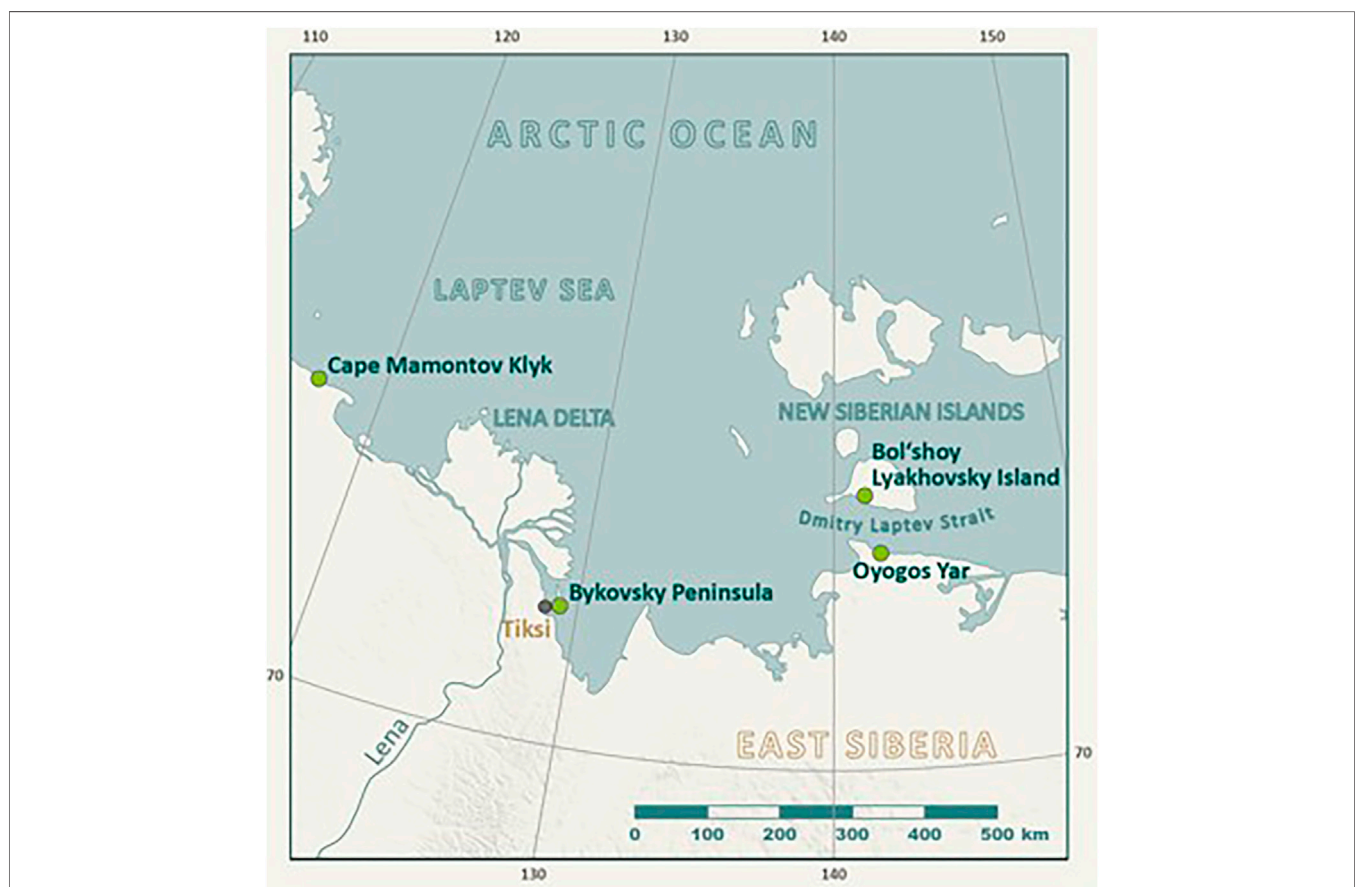 110 120 130 140 150
ARCTIC OCEAN
LAPTEV SEA
Cape Mamontov Klyk
LENA DELTA
NEW SIBERIAN ISLANDS
Bol‘shoy
Lyakhovsky Island
Dmitry Laptev Strait
Oyogos Yar
Bykovsky Peninsula
Tiksi
70
Lena
EAST SIBERIA
70
0 100 200 300 400 500 km
130 140